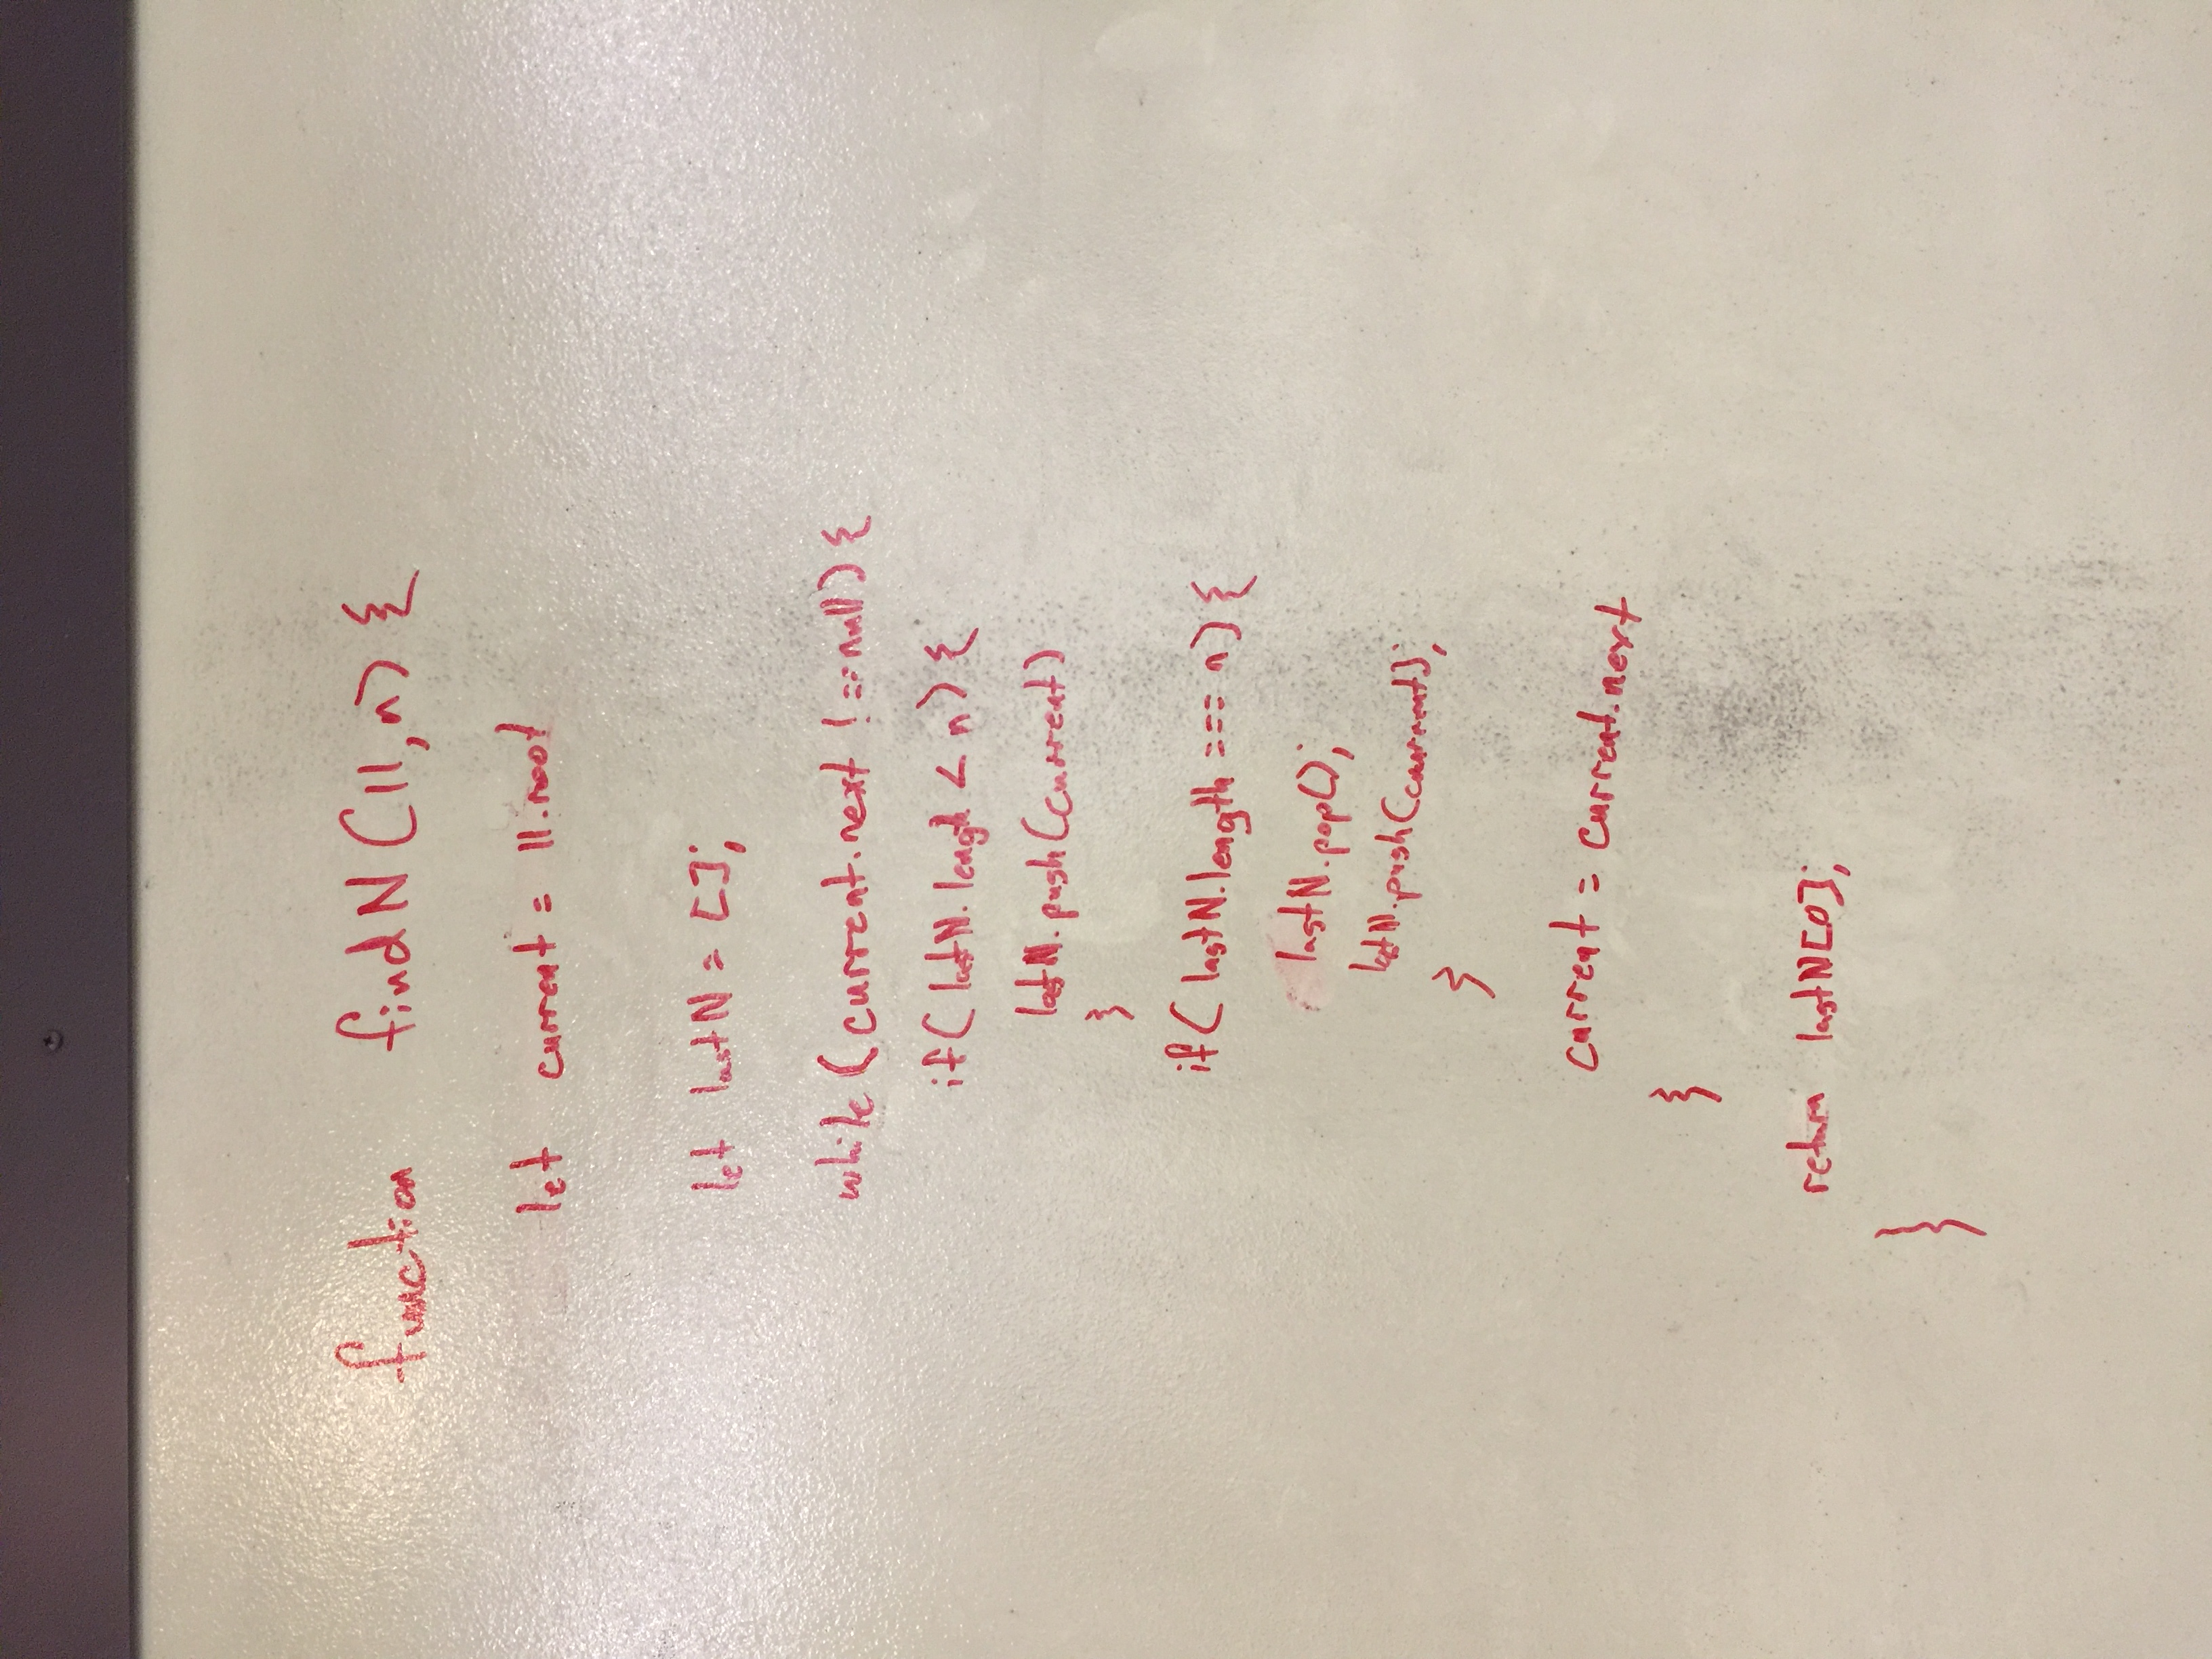 function findN(ll,n) {
let current = ll.root
let lastN = [];
while (current.next !== null) {
if( lastN.lengh < n) {
lastN.push(current)
}
if( lastN.length === n) {
lastN.pop();
lastN.push(current);
}
current = current.next
}
return lastN[0];
}